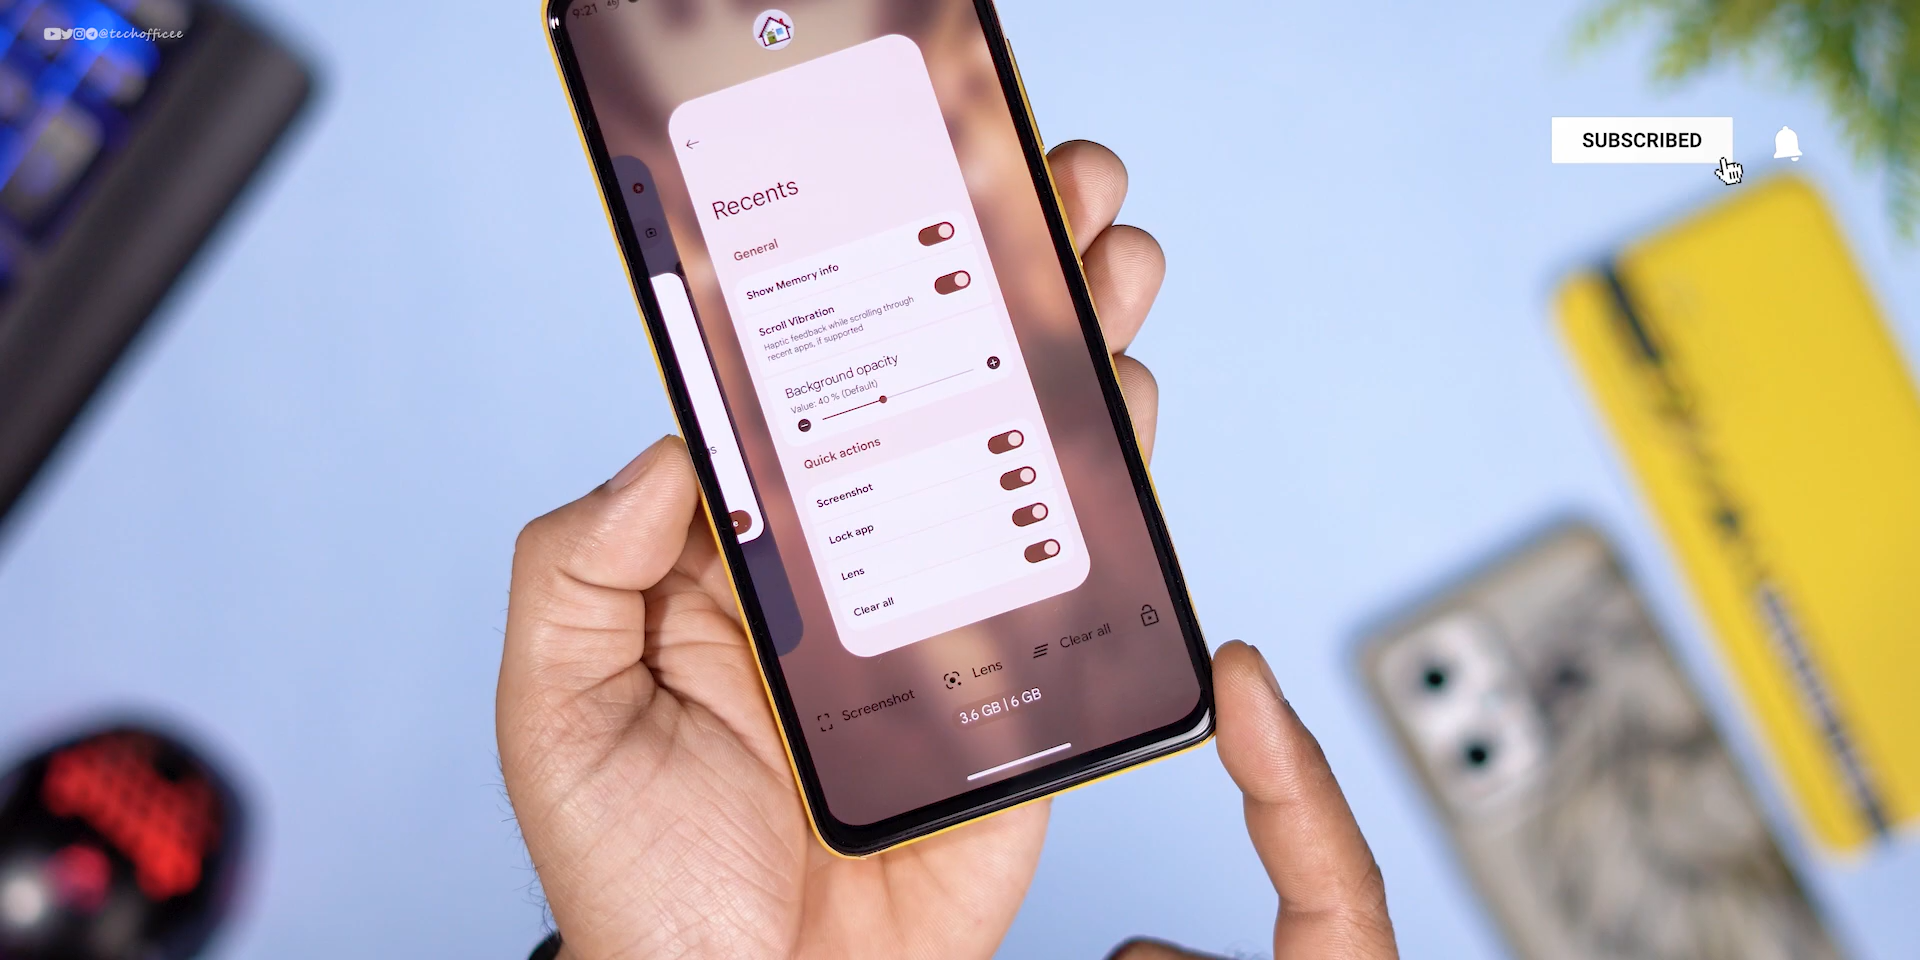 @techofficee
9:21
SUBSCRIBED
Recents
General
Show Memory info
Scroll Vibration
Haptic feedback while scrolling through
recent apps, if supported
Background opacity
Value: 40 % (Default)
Quick actions
Screenshot
Lock app
Lens
Clear all
Screenshot
Lens
Clear all
3.6 GB | 6 GB